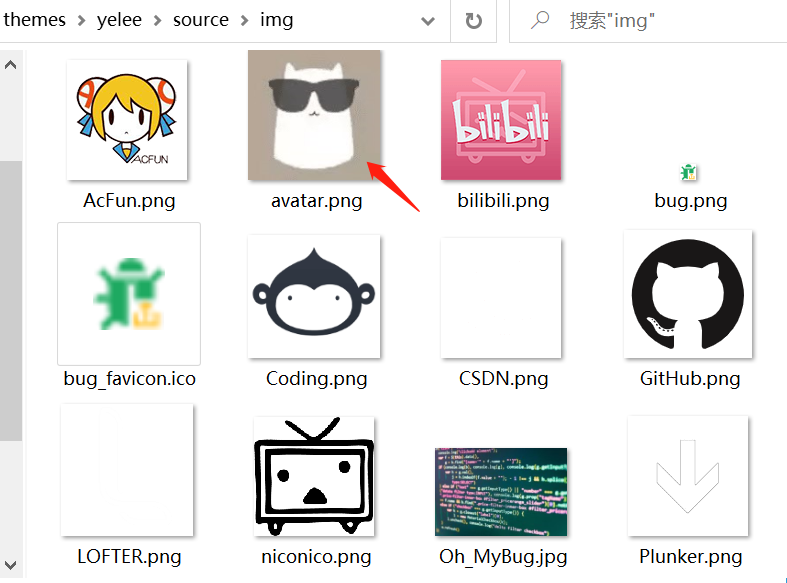 themes > yelee > source > img
搜索"img"
ACFUN
bilibili
AcFun.png
avatar.png
bilibili.png
bug.png
bug_favicon.ico
Coding.png
CSDN.png
GitHub.png
LOFTER.png
niconico.png
Oh_MyBug.jpg
Plunker.png